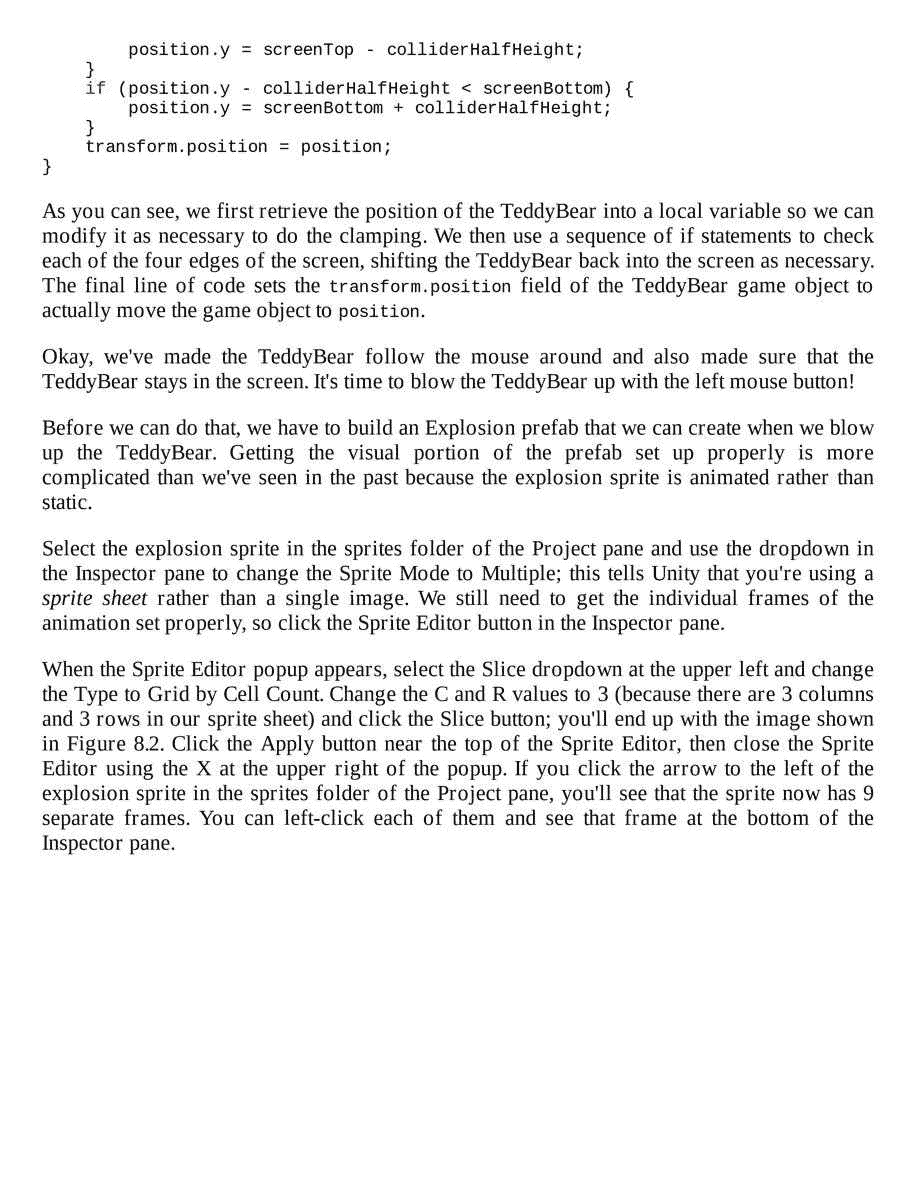 position.y = screenTop - colliderHalfHeight;
}
if (position.y - colliderHalfHeight < screenBottom) {
position.y = screenBottom + colliderHalfHeight;
}
transform.position = position;
}
As you can see, we first retrieve the position of the TeddyBear into a local variable so we can
modify it as necessary to do the clamping. We then use a sequence of if statements to check
each of the four edges of the screen, shifting the TeddyBear back into the screen as necessary.
The final line of code sets the transform.position field of the TeddyBear game object to
actually move the game object to position.
Okay, we've made the TeddyBear follow the mouse around and also made sure that the
TeddyBear stays in the screen. It's time to blow the TeddyBear up with the left mouse button!
Before we can do that, we have to build an Explosion prefab that we can create when we blow
up the TeddyBear. Getting the visual portion of the prefab set up properly is more
complicated than we've seen in the past because the explosion sprite is animated rather than
static.
Select the explosion sprite in the sprites folder of the Project pane and use the dropdown in
the Inspector pane to change the Sprite Mode to Multiple; this tells Unity that you're using a
sprite sheet rather than a single image. We still need to get the individual frames of the
animation set properly, so click the Sprite Editor button in the Inspector pane.
When the Sprite Editor popup appears, select the Slice dropdown at the upper left and change
the Type to Grid by Cell Count. Change the C and R values to 3 (because there are 3 columns
and 3 rows in our sprite sheet) and click the Slice button; you'll end up with the image shown
in Figure 8.2. Click the Apply button near the top of the Sprite Editor, then close the Sprite
Editor using the X at the upper right of the popup. If you click the arrow to the left of the
explosion sprite in the sprites folder of the Project pane, you'll see that the sprite now has 9
separate frames. You can left-click each of them and see that frame at the bottom of the
Inspector pane.